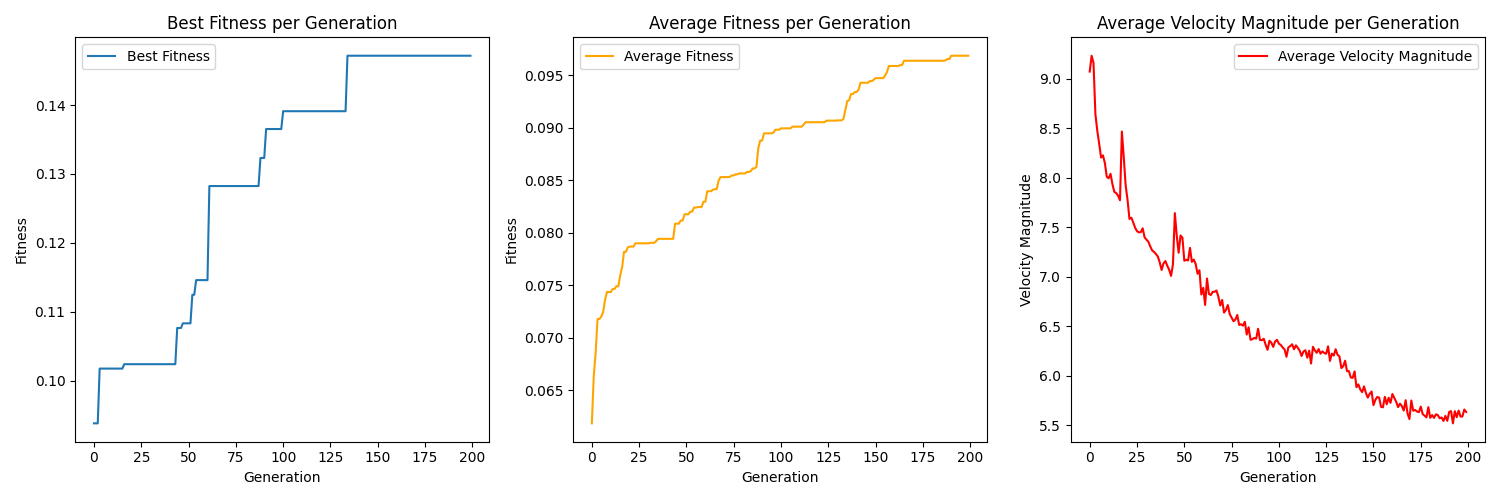 Best Fitness per Generation
Best Fitness
Fitness
0.14
0.13
0.12
0.11
0.10
0 25 50 75 100 125 150 175 200
Generation
Average Fitness per Generation
Average Fitness
Fitness
0.095
0.090
0.085
0.080
0.075
0.070
0.065
0 25 50 75 100 125 150 175 200
Generation
Average Velocity Magnitude per Generation
Average Velocity Magnitude
Velocity Magnitude
9.0
8.5
8.0
7.5
7.0
6.5
6.0
5.5
0 25 50 75 100 125 150 175 200
Generation